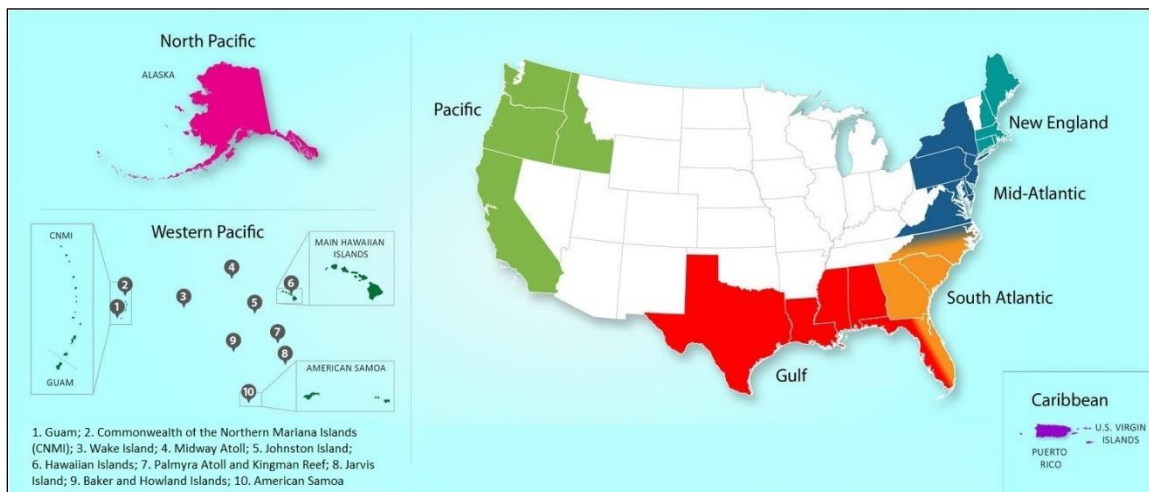 North Pacific
ALASKA
Western Pacific
CNMI
GUAM
MAIN HAWAIIAN
ISLANDS
4
6
2
1
3
5
7
9
8
10
AMERICAN SAMOA
1. Guam; 2. Commonwealth of the Northern Mariana Islands
(CNMI); 3. Wake Island; 4. Midway Atoll; 5. Johnston Island;
6. Hawaiian Islands; 7. Palmyra Atoll and Kingman Reef; 8. Jarvis
Island; 9. Baker and Howland Islands; 10. American Samoa
Pacific
New England
Mid-Atlantic
South Atlantic
Gulf
Caribbean
U.S. VIRGIN
ISLANDS
PUERTO
RICO